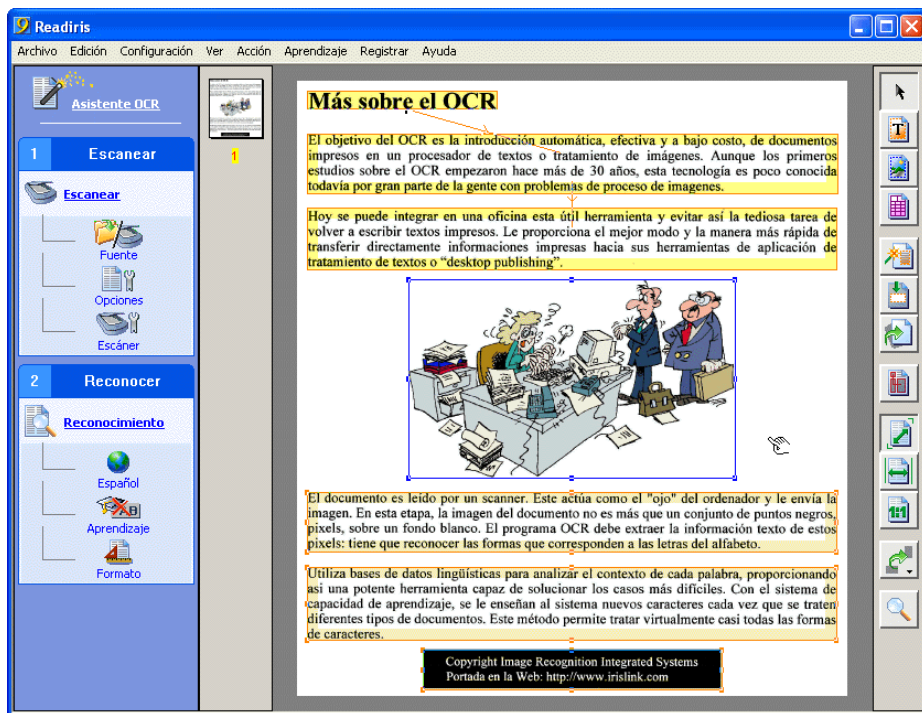 Readiris
Archivo Edición Configuración Ver Acción Aprendizaje Registrar Ayuda
Asistente OCR
1 Escanear
Escanear
Fuente
Opciones
Escáner
2 Reconocer
Reconocimiento
Español
Aprendizaje
Formato
1
Más sobre el OCR
El objetivo del OCR es la introducción automática, efectiva y a bajo costo, de documentos
impresos en un procesador de textos o tratamiento de imágenes. Aunque los primeros
estudios sobre el OCR empezaron hace más de 30 años, esta tecnología es poco conocida
todavía por gran parte de la gente con problemas de proceso de imagenes.
Hoy se puede integrar en una oficina esta útil herramienta y evitar así la tediosa tarea de
volver a escribir textos impresos. Le proporciona el mejor modo y la manera más rápida de
transferir directamente informaciones impresas hacia sus herramientas de aplicación de
tratamiento de textos o “desktop publishing”.
El documento es leído por un scanner. Este actúa como el "ojo" del ordenador y le envía la
imagen. En esta etapa, la imagen del documento no es más que un conjunto de puntos negros,
pixels, sobre un fondo blanco. El programa OCR debe extraer la información texto de estos
pixels: tiene que reconocer las formas que corresponden a las letras del alfabeto.
Utiliza bases de datos lingüísticas para analizar el contexto de cada palabra, proporcionando
asi una potente herramienta capaz de solucionar los casos más difíciles. Con el sistema de
capacidad de aprendizaje, se le enseñan al sistema nuevos caracteres cada vez que se traten
diferentes tipos de documentos. Este método permite tratar virtualmente casi todas las formas
de caracteres.
Copyright Image Recognition Integrated Systems
Portada en la Web: http://www.irislink.com
1:1